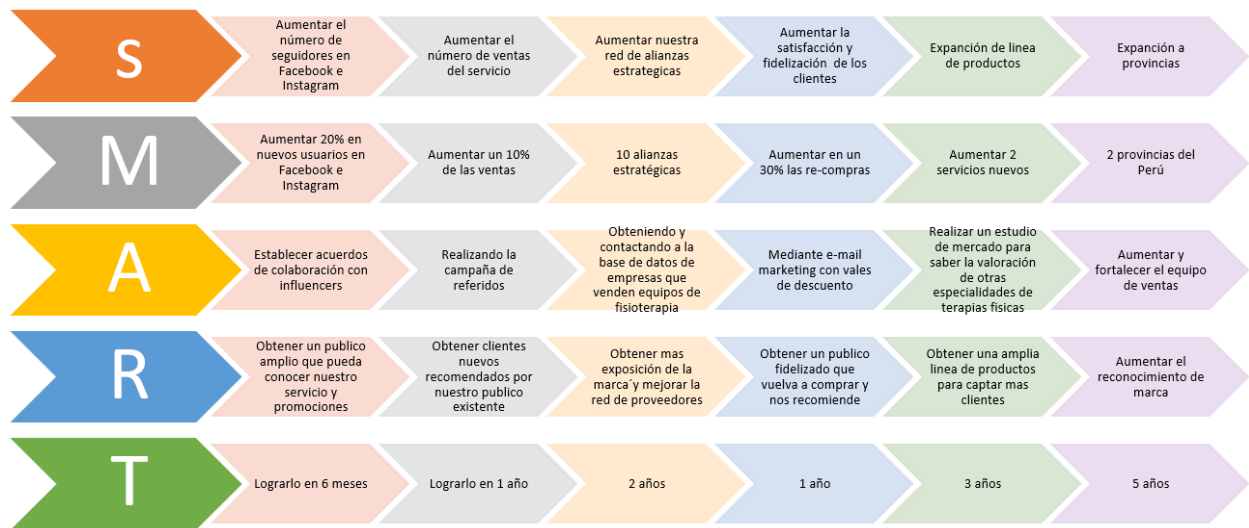 S
Aumentar el
número de
seguidores en
Facebook e
Instagram
Aumentar el
número de ventas
del servicio
Aumentar nuestra
red de alianzas
estrategicas
Aumentar la
satisfacción y
fidelización de los
clientes
Expansión de linea
de productos
Expansión a
provincias
M
Aumentar 20% en
nuevos usuarios en
Facebook e
Instagram
Aumentar un 10%
de las ventas
10 alianzas
estratégicas
Aumentar en un
30% las re-compras
Aumentar 2
servicios nuevos
2 provincias del
Perú
A
Establecer acuerdos
de colaboración con
influencers
Realizando la
campaña de
referidos
Obteniendo y
contactando a la
base de datos de
empresas que
venden equipos de
fisioterapia
Mediante e-mail
marketing con vales
de descuento
Realizar un estudio
de mercado para
saber la valoración
de otras
especialidades de
terapias fisicas
Aumentar y
fortalecer el equipo
de ventas
R
Obtener un publico
amplio que pueda
conocer nuestro
servicio y
promociones
Obtener clientes
nuevos
recomendados por
nuestro publico
existente
Obtener mas
exposición de la
marca´y mejorar la
red de proveedores
Obtener un publico
fidelizado que
vuelva a comprar y
nos recomiende
Obtener una amplia
linea de productos
para captar mas
clientes
Aumentar el
reconocimiento de
marca
T
Lograrlo en 6 meses
Lograrlo en 1 año
2 años
1 año
3 años
5 años